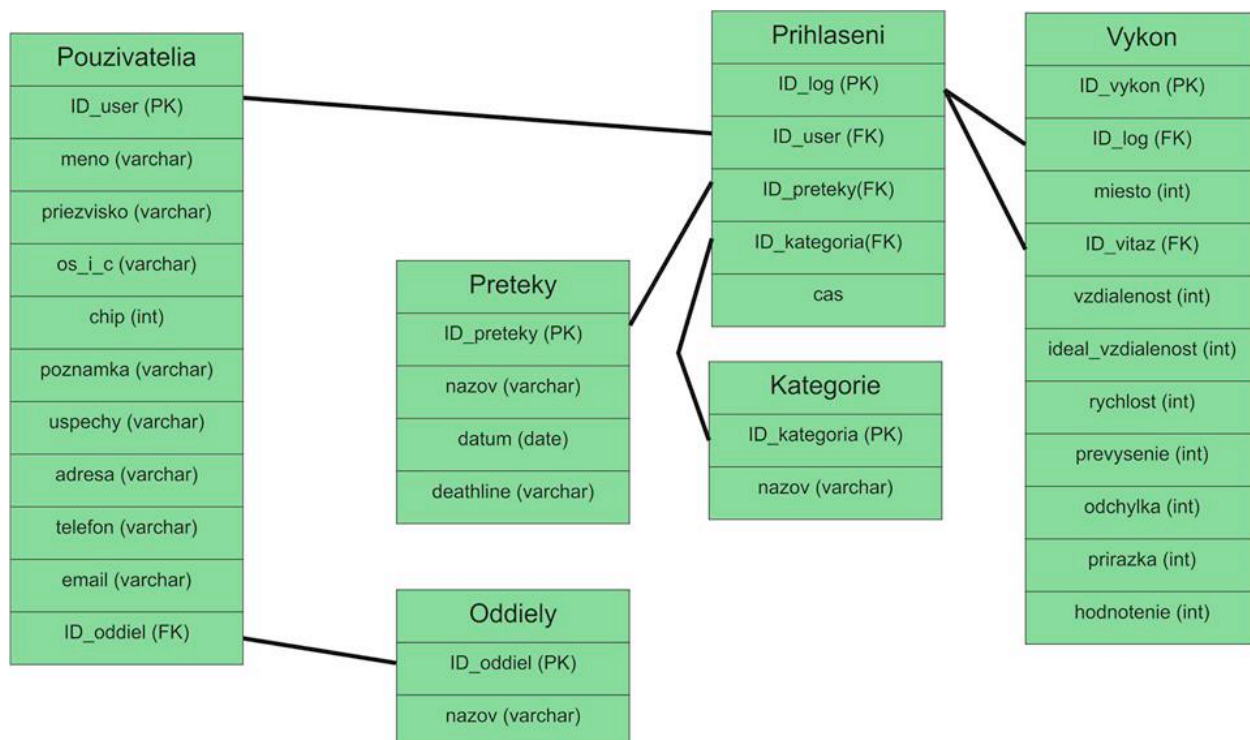 Pouzivatelia
ID_user (PK)
meno (varchar)
priezvisko (varchar)
os_i_c (varchar)
chip (int)
poznamka (varchar)
uspechy (varchar)
adresa (varchar)
telefon (varchar)
email (varchar)
ID_oddiel (FK)
Preteky
ID_preteky (PK)
nazov (varchar)
datum (date)
deathline (varchar)
Oddiely
ID_oddiel (PK)
nazov (varchar)
Prihlaseni
ID_log (PK)
ID_user (FK)
ID_preteky(FK)
ID_kategoria(FK)
cas
Kategorie
ID_kategoria (PK)
nazov (varchar)
Vykon
ID_vykon (PK)
ID_log (FK)
miesto (int)
ID_vitaz (FK)
vzdialenost (int)
ideal_vzdialenost (int)
rychlost (int)
prevysenie (int)
odchylka (int)
prirazka (int)
hodnotenie (int)